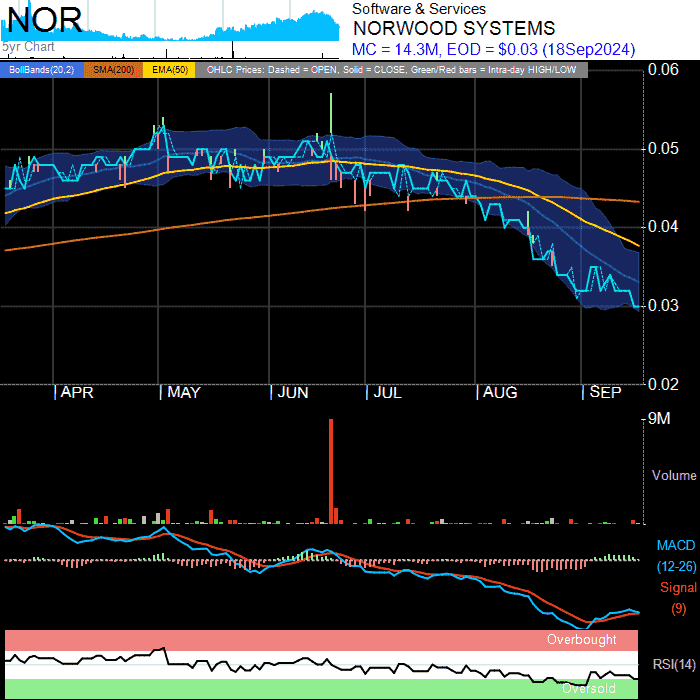 NOR
5yr Chart
Software & Services
NORWOOD SYSTEMS
MC = 14.3M, EOD = $0.03 (18Sep2024)
BollBands(20,2) SMA(200) EMA(50) OHLC Prices: Dashed = OPEN, Solid = CLOSE, Green/Red bars = Intra-day HIGH/LOW
0.06
0.05
0.04
0.03
0.02
APR MAY JUN JUL AUG SEP
9M
Volume
MACD
(12-26)
Signal
(9)
Overbought
RSI(14)
Oversold